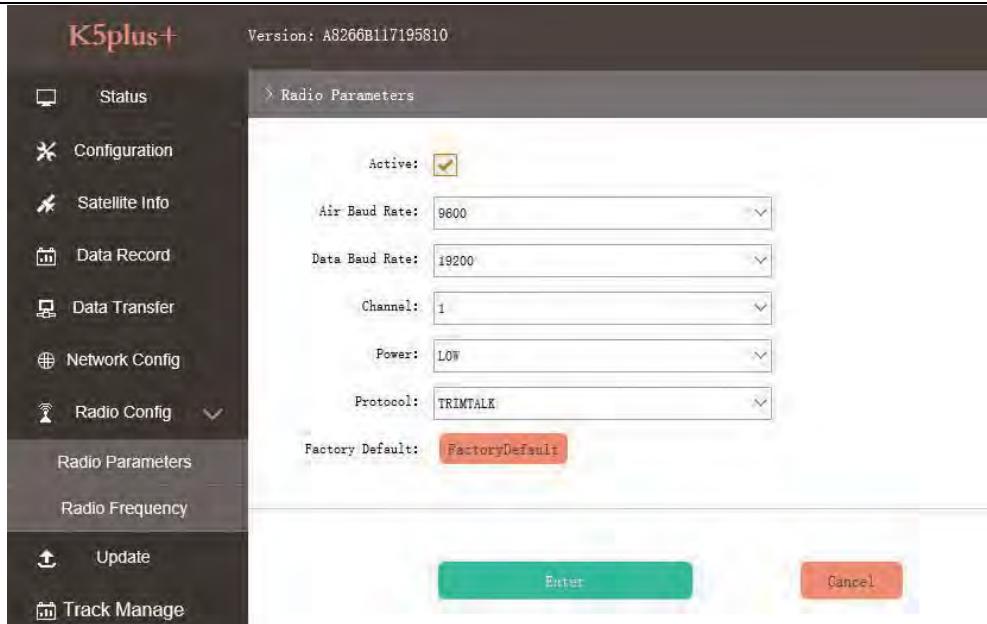 K5plus+
Version: A8266B117195810
Status
Configuration
Satellite Info
Data Record
Data Transfer
Network Config
Radio Config
Radio Parameters
Radio Frequency
Update
Track Manage
> Radio Parameters
Active:
Air Baud Rate: 9600
Data Baud Rate: 19200
Channel: 1
Power: LOW
Protocol: TRIMTALK
Factory Default: FactoryDefault
Enter
Cancel